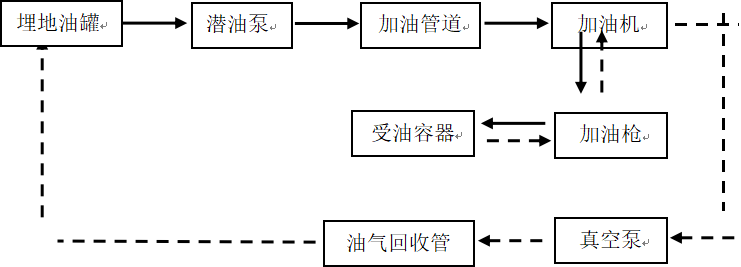 埋地油罐
潜油泵
加油管道
加油机
受油容器
加油枪
油气回收管
真空泵